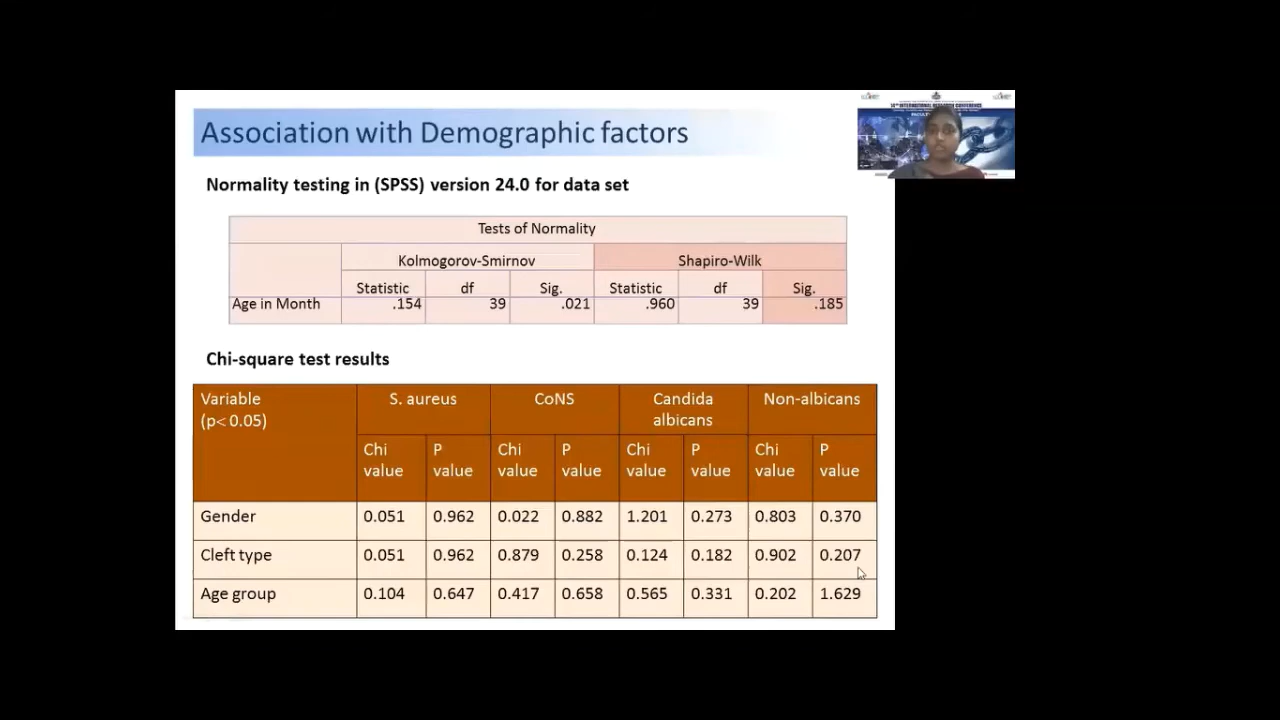 14TH INTERNATIONAL RESEARCH CONFERENCE
Association with Demographic factors
Normality testing in (SPSS) version 24.0 for data set
Tests of Normality
Kolmogorov-Smirnov Shapiro-Wilk
Statistic df Sig. Statistic df Sig.
Age in Month .154 39 .021 .960 39 .185
Chi-square test results
Variable (p< 0.05) S. aureus CoNS Candida albicans Non-albicans
Chi value P value Chi value P value Chi value P value Chi value P value
Gender 0.051 0.962 0.022 0.882 1.201 0.273 0.803 0.370
Cleft type 0.051 0.962 0.879 0.258 0.124 0.182 0.902 0.207
Age group 0.104 0.647 0.417 0.658 0.565 0.331 0.202 1.629